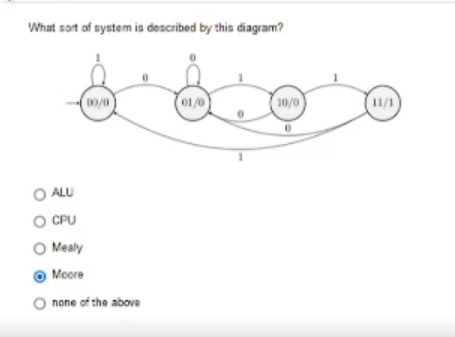 What sort of system is described by this diagram?
1 0
0 1 1
00/0 01/0 10/0 11/1
0
0
1
ALU
CPU
Mealy
Moore
none of the above